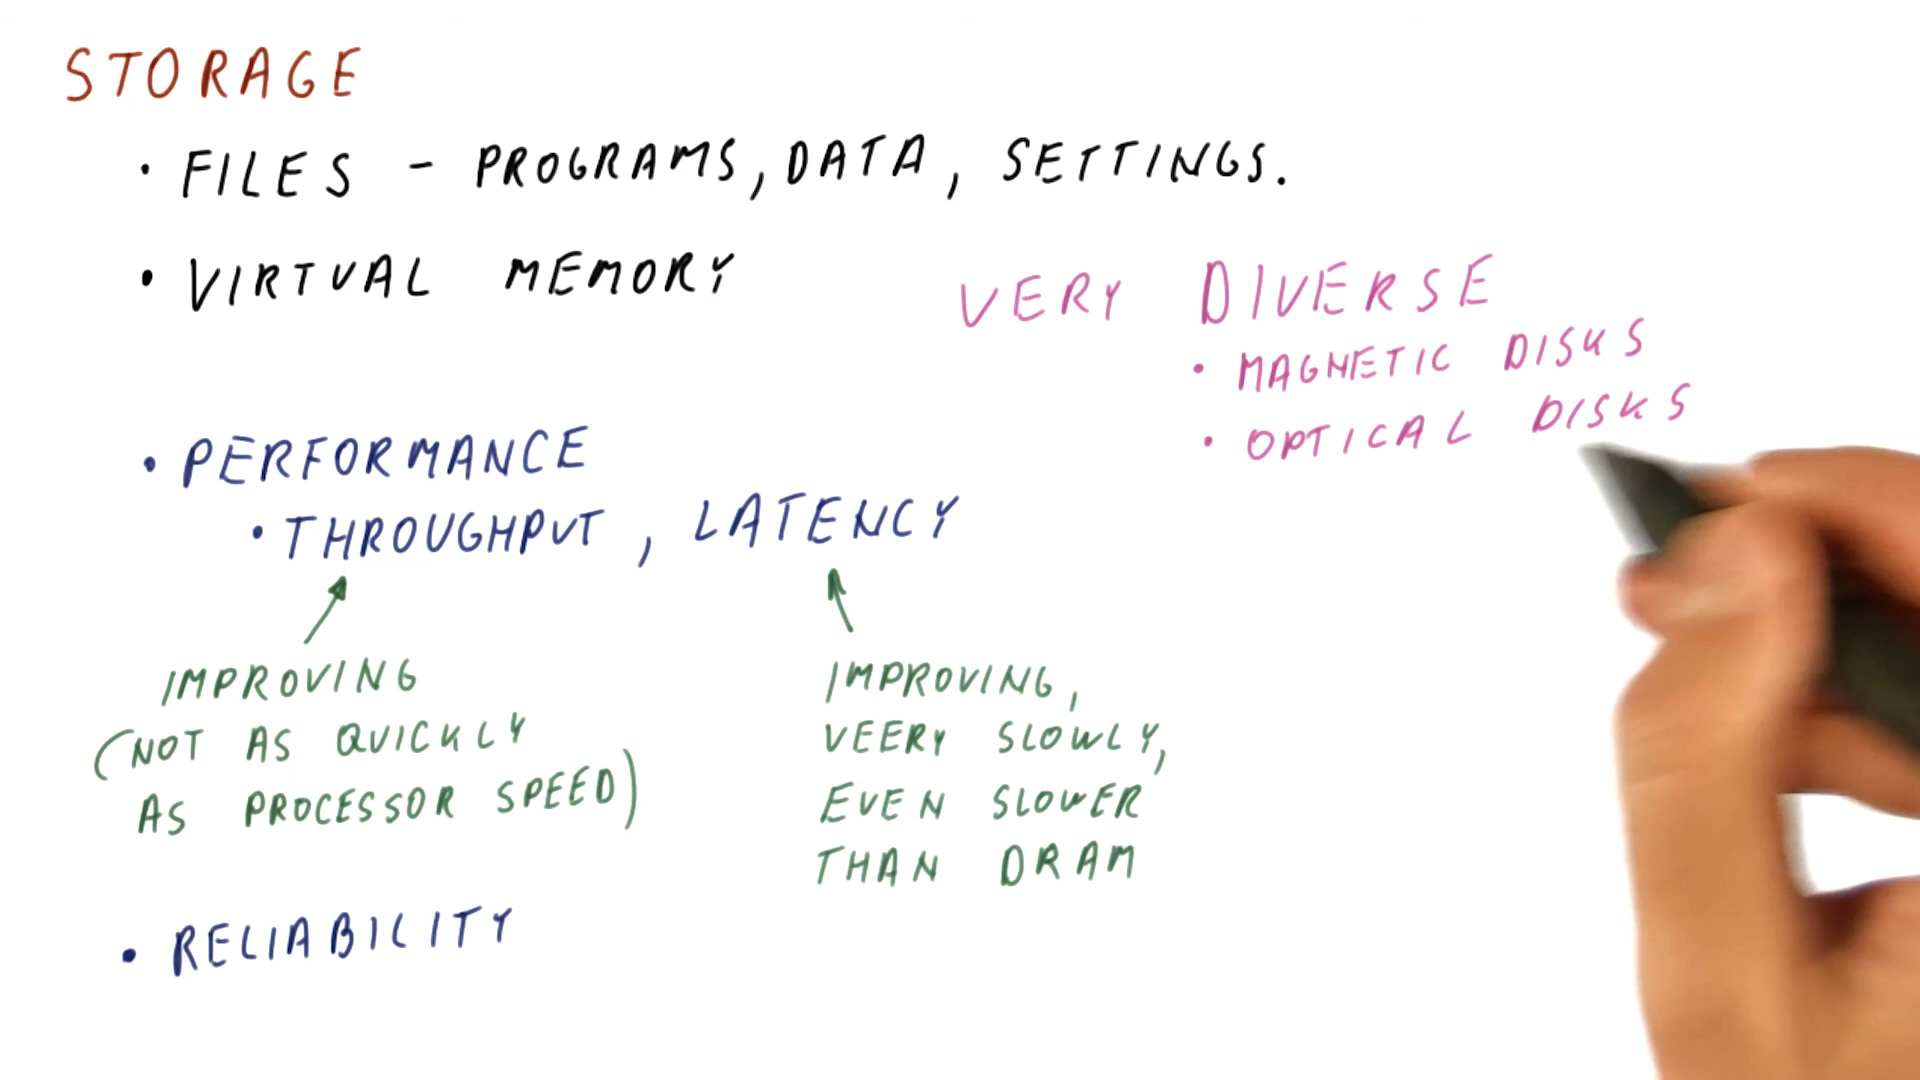 STORAGE
• FILES - PROGRAMS, DATA, SETTINGS.
• VIRTUAL MEMORY
VERY DIVERSE
• MAGNETIC DISKS
• OPTICAL DISKS
• PERFORMANCE
• THROUGHPUT, LATENCY
IMPROVING
(NOT AS QUICKLY
AS PROCESSOR SPEED)
IMPROVING,
VEERY SLOWLY,
EVEN SLOWER
THAN DRAM
• RELIABILITY